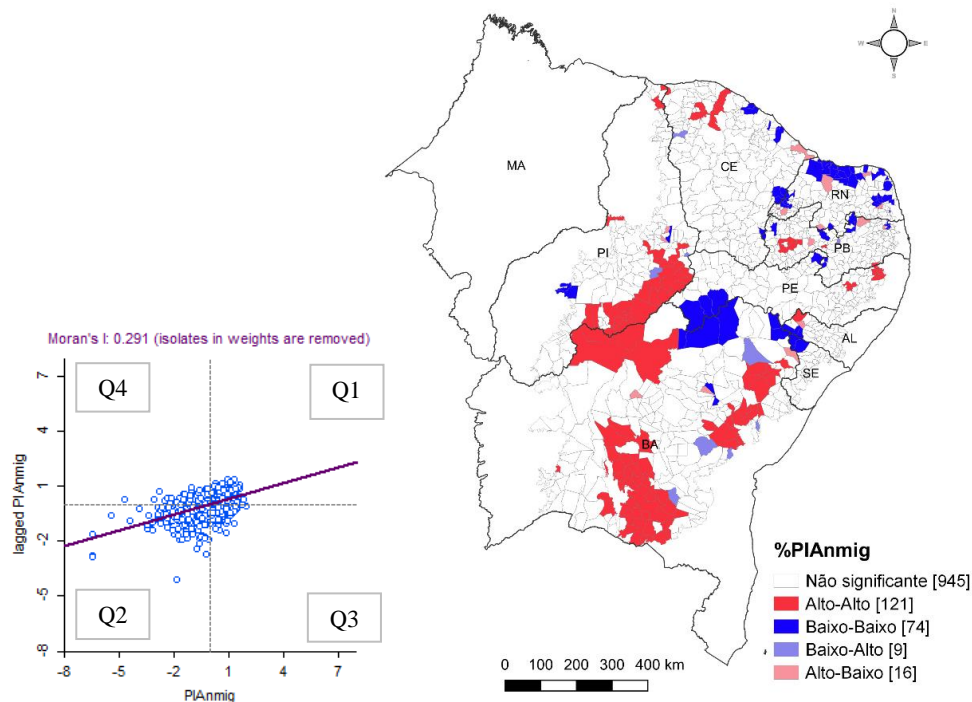 N
W E
S
MA
CE
RN
PB
PI
PE
AL
SE
BA
Moran's I: 0.291 (isolates in weights are removed)
Q4
Q1
Q2
Q3
7
4
1
-2
-5
-8
lagged PIAnmig
-8 -5 -2 1 4 7
PIAnmig
%PIAnmig
Não significante [945]
Alto-Alto [121]
Baixo-Baixo [74]
Baixo-Alto [9]
Alto-Baixo [16]
0 100 200 300 400 km